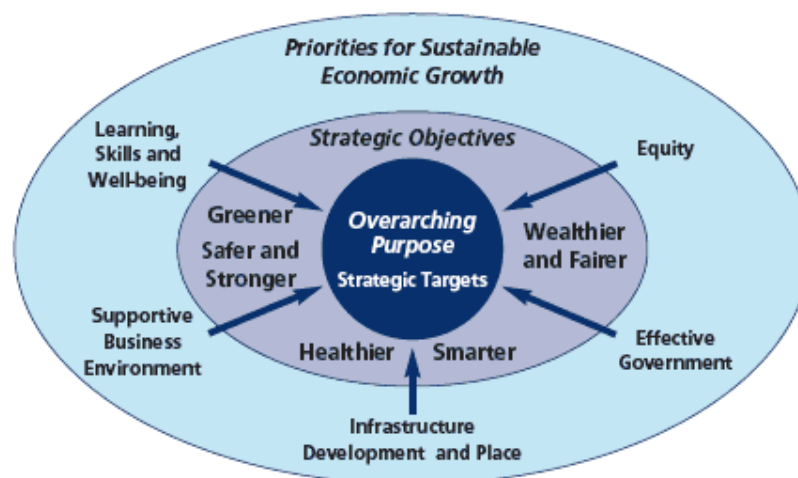 Priorities for Sustainable
Economic Growth
Learning,
Skills and
Well-being
Strategic Objectives
Equity
Greener
Safer and
Stronger
Overarching
Purpose
Strategic Targets
Wealthier
and Fairer
Supportive
Business
Environment
Healthier
Smarter
Effective
Government
Infrastructure
Development and Place